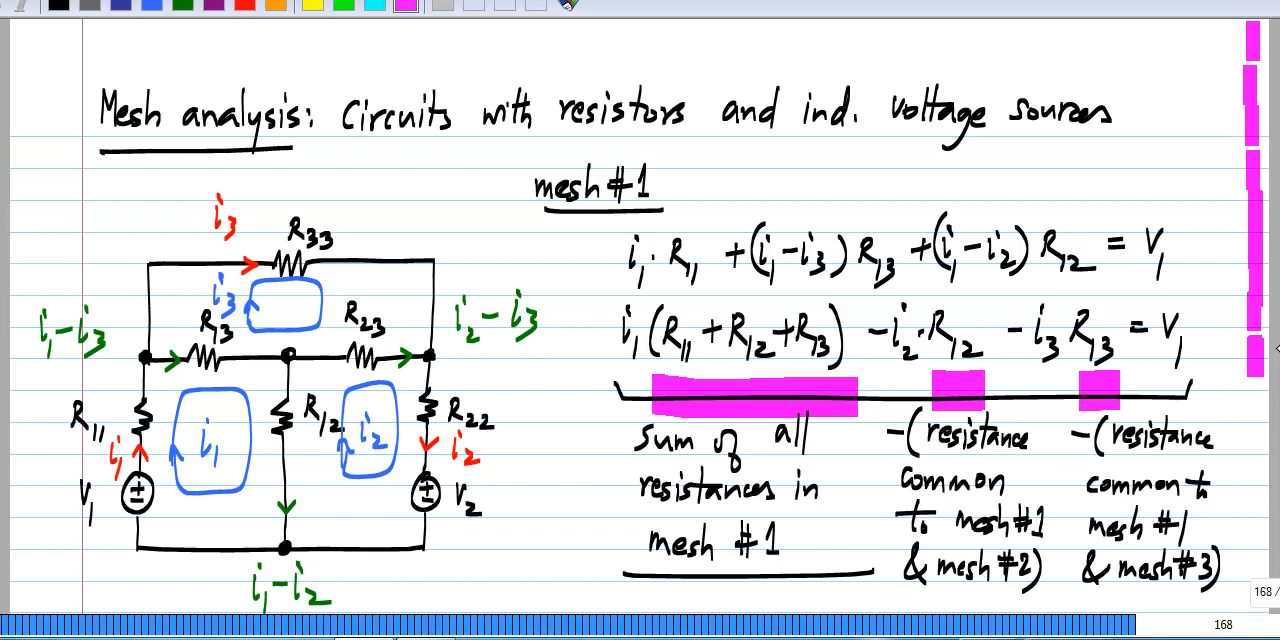 Mesh analysis: Circuits with resistors and ind. voltage sources
mesh #1
i₁·R₁₁ + (i₁−i₃) R₁₃ + (i₁−i₂) R₁₂ = V₁
i₁ (R₁₁ + R₁₂ + R₁₃) − i₂·R₁₂ − i₃ R₁₃ = V₁
sum of all
resistances in
mesh #1
−(resistance
common
to mesh #1
& mesh #2)
−(resistance
common to
mesh #1
& mesh #3)
i₃
R₃₃
i₃
i₁−i₃
R₁₃
R₂₃
i₂−i₃
R₁₁
i₁
i₁
R₁₂
i₂
R₂₂
i₂
V₁
±
±
V₂
i₁−i₂
168 /
168